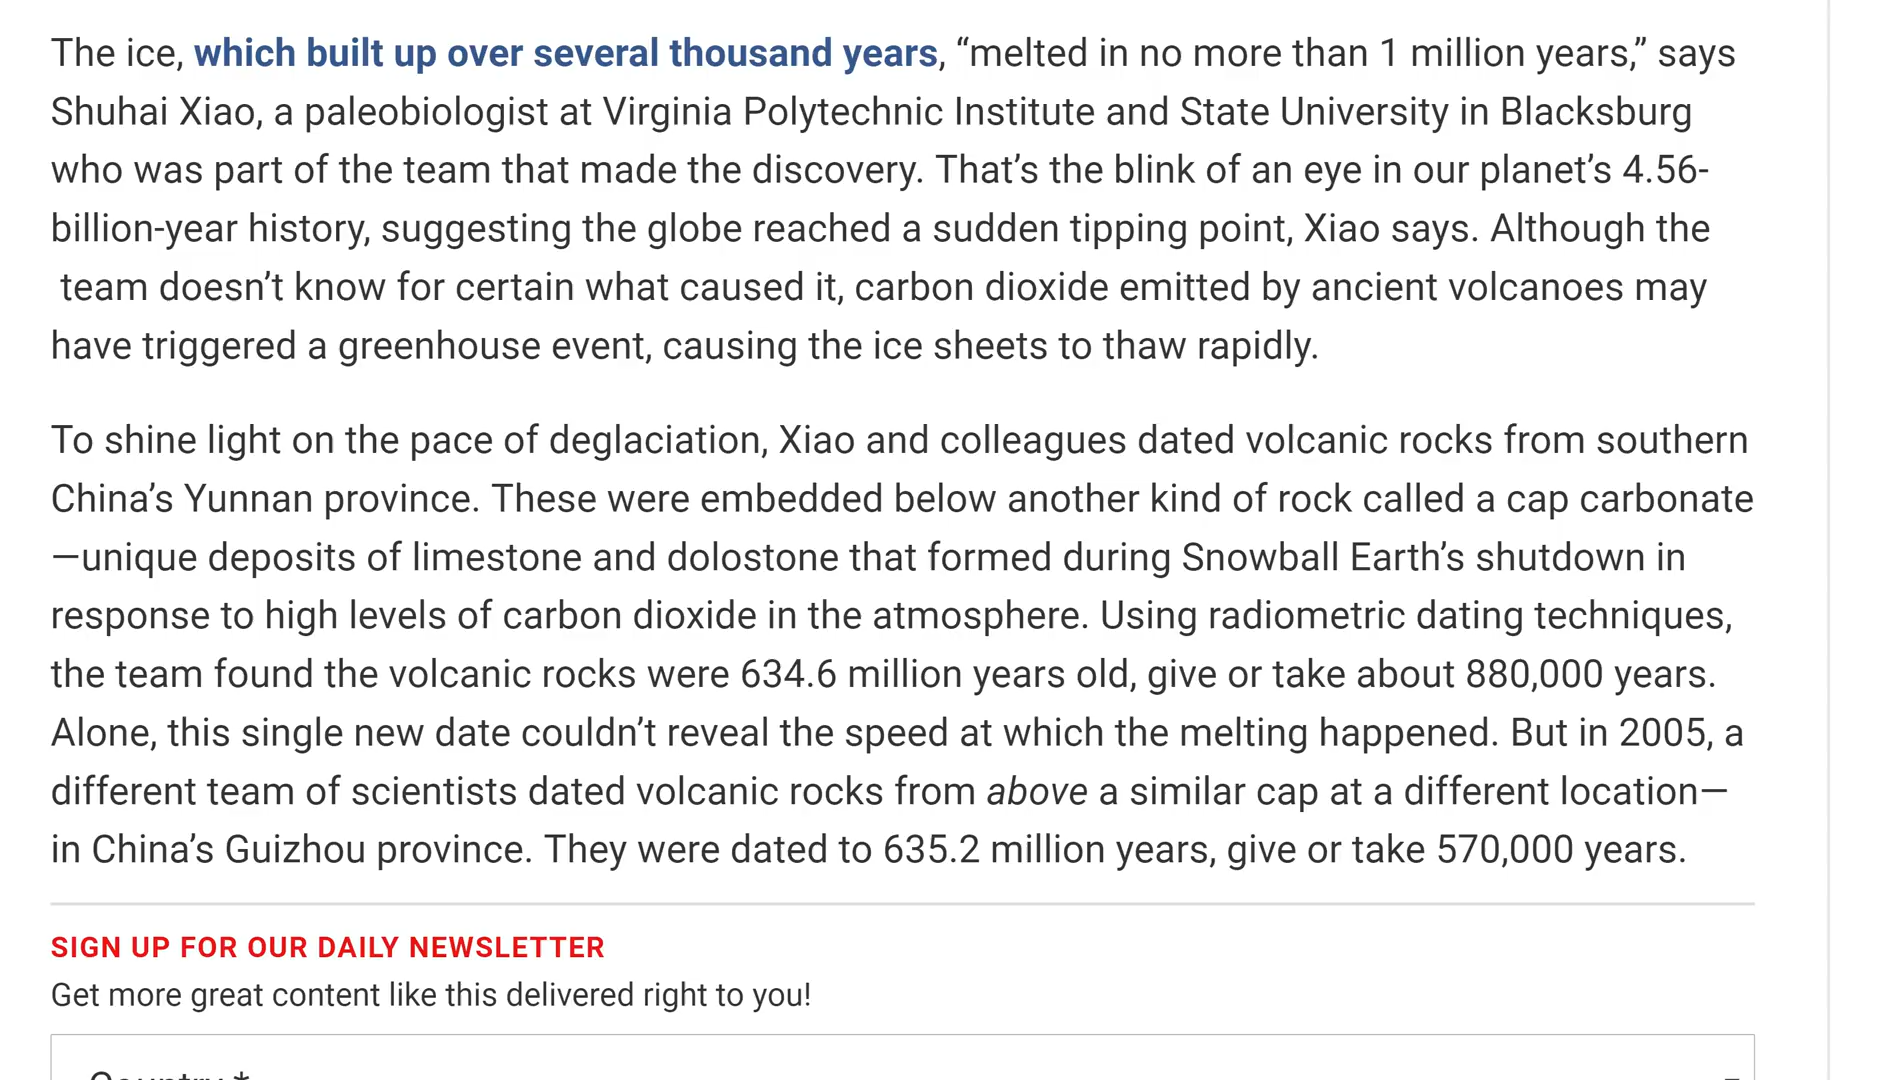 The ice, which built up over several thousand years, “melted in no more than 1 million years,” says
Shuhai Xiao, a paleobiologist at Virginia Polytechnic Institute and State University in Blacksburg
who was part of the team that made the discovery. That’s the blink of an eye in our planet’s 4.56-
billion-year history, suggesting the globe reached a sudden tipping point, Xiao says. Although the
team doesn’t know for certain what caused it, carbon dioxide emitted by ancient volcanoes may
have triggered a greenhouse event, causing the ice sheets to thaw rapidly.
To shine light on the pace of deglaciation, Xiao and colleagues dated volcanic rocks from southern
China’s Yunnan province. These were embedded below another kind of rock called a cap carbonate
—unique deposits of limestone and dolostone that formed during Snowball Earth’s shutdown in
response to high levels of carbon dioxide in the atmosphere. Using radiometric dating techniques,
the team found the volcanic rocks were 634.6 million years old, give or take about 880,000 years.
Alone, this single new date couldn’t reveal the speed at which the melting happened. But in 2005, a
different team of scientists dated volcanic rocks from above a similar cap at a different location—
in China’s Guizhou province. They were dated to 635.2 million years, give or take 570,000 years.
SIGN UP FOR OUR DAILY NEWSLETTER
Get more great content like this delivered right to you!
Country *